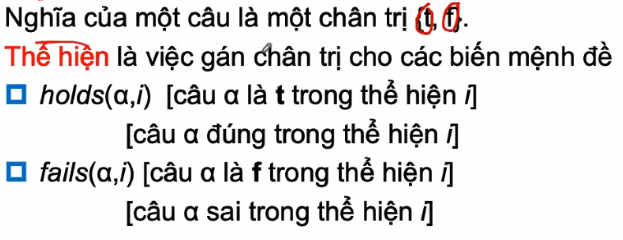 Nghĩa của một câu là một chân trị {t, f}.
Thể hiện là việc gán chân trị cho các biến mệnh đề
holds(α,i) [câu α là t trong thể hiện i]
[câu α đúng trong thể hiện i]
fails(α,i) [câu α là f trong thể hiện i]
[câu α sai trong thể hiện i]